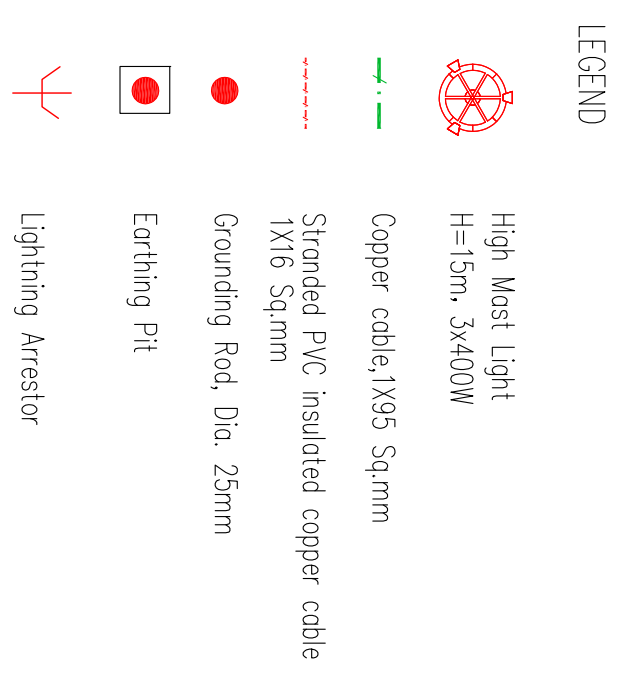 LEGEND
High Mast Light
H=15m, 3x400W
Copper cable,1X95 Sq.mm
Stranded PVC insulated copper cable
1X16 Sq.mm
Grounding Rod, Dia. 25mm
Earthing Pit
Lightning Arrestor